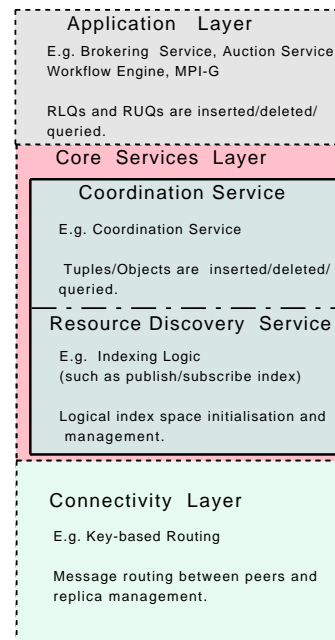 Application Layer
E.g. Brokering Service, Auction Service
Workflow Engine, MPI-G
RLQs and RUQs are inserted/deleted/
queried.
Core Services Layer
Coordination Service
E.g. Coordination Service
Tuples/Objects are inserted/deleted/
queried.
Resource Discovery Service
E.g. Indexing Logic
(such as publish/subscribe index)
Logical index space initialisation and
management.
Connectivity Layer
E.g. Key-based Routing
Message routing between peers and
replica management.